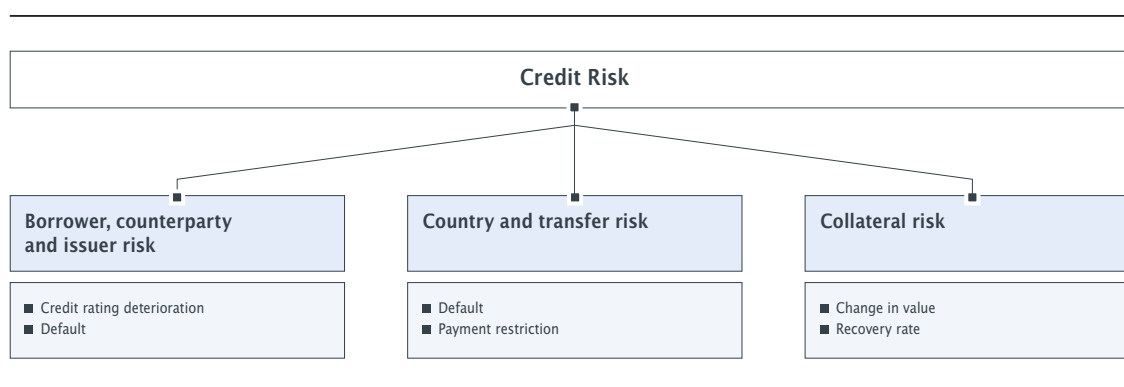 Credit Risk
Borrower, counterparty
and issuer risk
Country and transfer risk
Collateral risk
Credit rating deterioration
Default
Default
Payment restriction
Change in value
Recovery rate